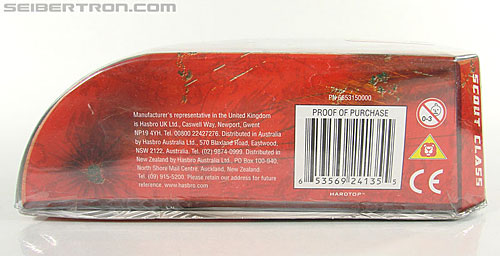 SEIBERTRON.COM
Manufacturer's representative in the United Kingdom
is Hasbro UK Ltd., Caswell Way, Newport, Gwent
NP19 4YH. Tel. 00800 22427276. Distributed in Australia
by Hasbro Australia Ltd., 570 Blaxland Road, Eastwood,
NSW 2122, Australia. Tel. (02) 9874-0999. Distributed in
New Zealand by Hasbro Australia Ltd., PO Box 100-940,
North Shore Mail Centre, Auckland, New Zealand.
Tel. (09) 915-5200. Please retain our address for future
reference. www.hasbro.com.
P/N 6653150000
PROOF OF PURCHASE
6 53569 24135 5
HARDTOP™
0-3
CE
SCOUT CLASS